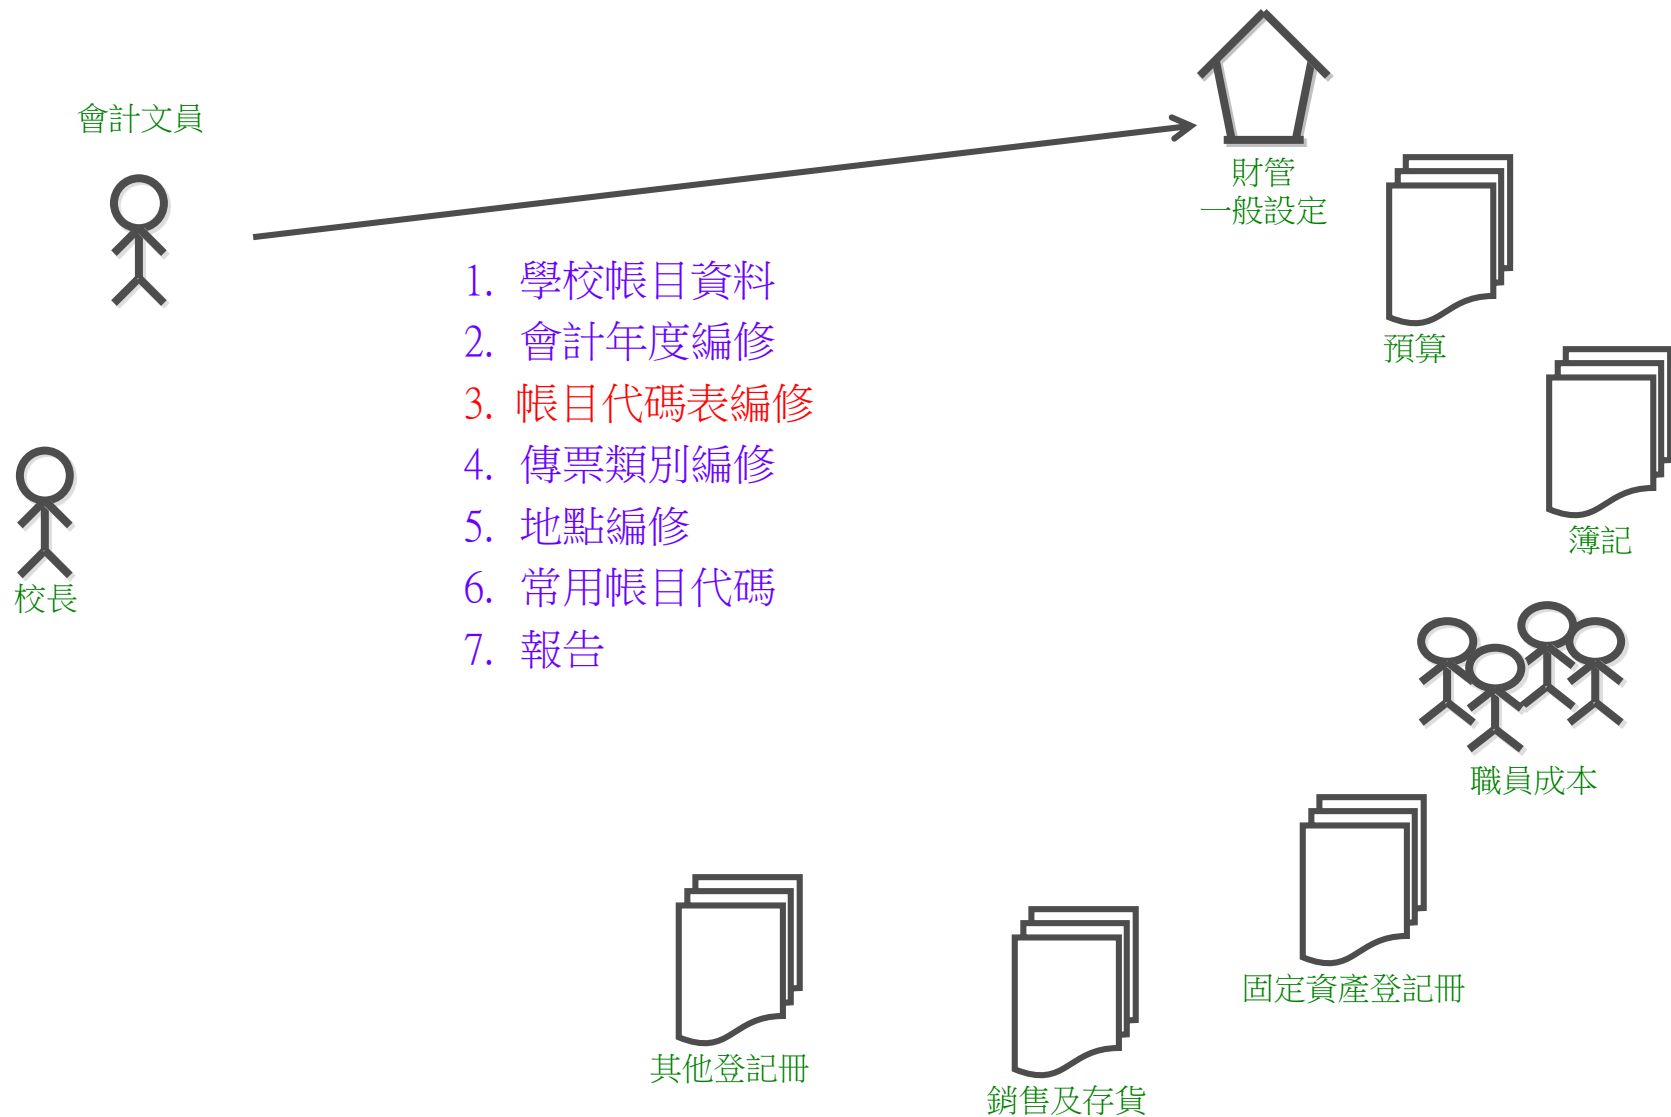 會計文員
財管
一般設定
1. 學校帳目資料
2. 會計年度編修
3. 帳目代碼表編修
4. 傳票類別編修
5. 地點編修
6. 常用帳目代碼
7. 報告
預算
簿記
校長
職員成本
固定資產登記冊
其他登記冊
銷售及存貨